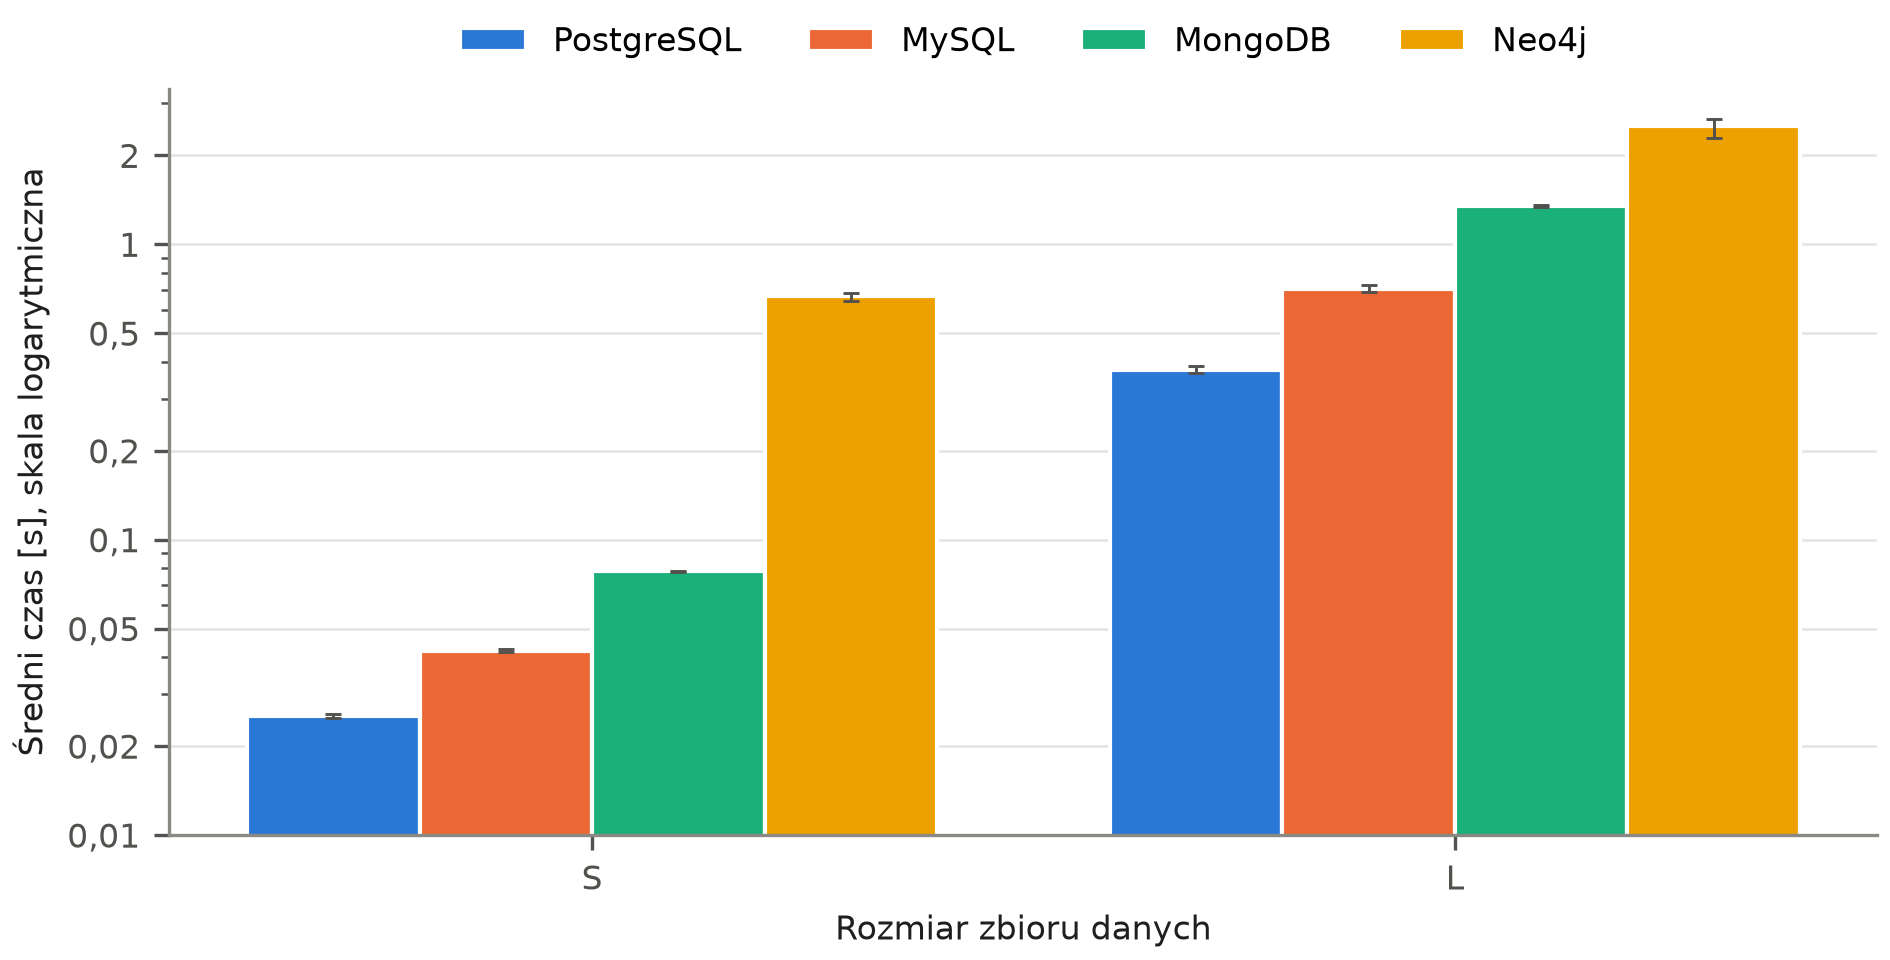 PostgreSQL MySQL MongoDB Neo4j
Średni czas [s], skala logarytmiczna
2
1
0,5
0,2
0,1
0,05
0,02
0,01
S L
Rozmiar zbioru danych